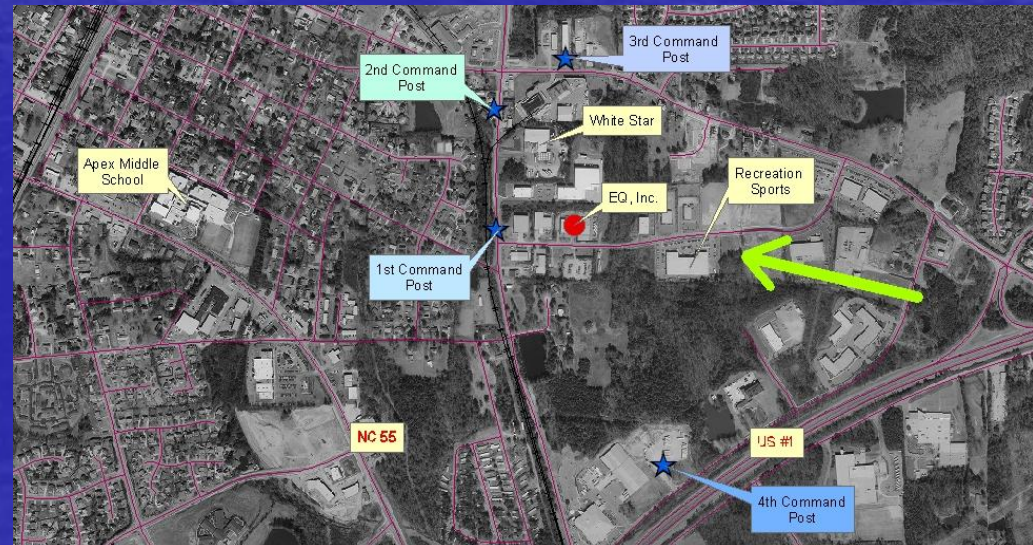 3rd Command
Post
2nd Command
Post
White Star
Apex Middle
School
Recreation
Sports
EQ, Inc.
1st Command
Post
NC 55
US #1
4th Command
Post